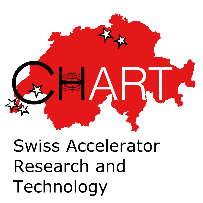 CHART
Swiss Accelerator
Research and
Technology